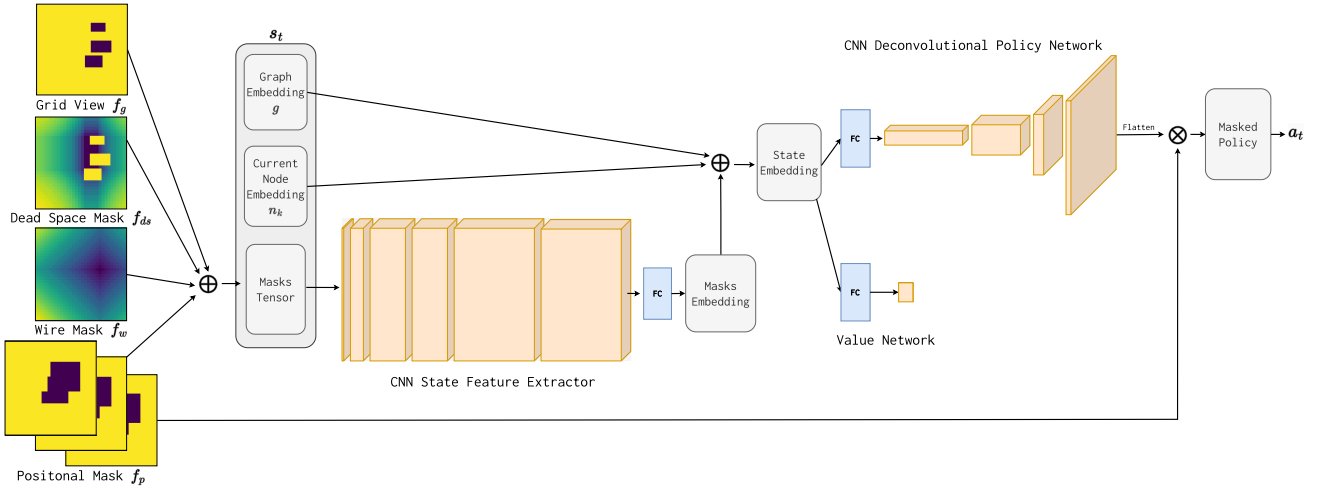 Grid View f_g
Dead Space Mask f_ds
Wire Mask f_w
Positonal Mask f_p
s_t
Graph
Embedding
g
Current
Node
Embedding
n_k
Masks
Tensor
CNN State Feature Extractor
FC
Masks
Embedding
State
Embedding
CNN Deconvolutional Policy Network
FC
Flatten
FC
Value Network
Masked
Policy
a_t